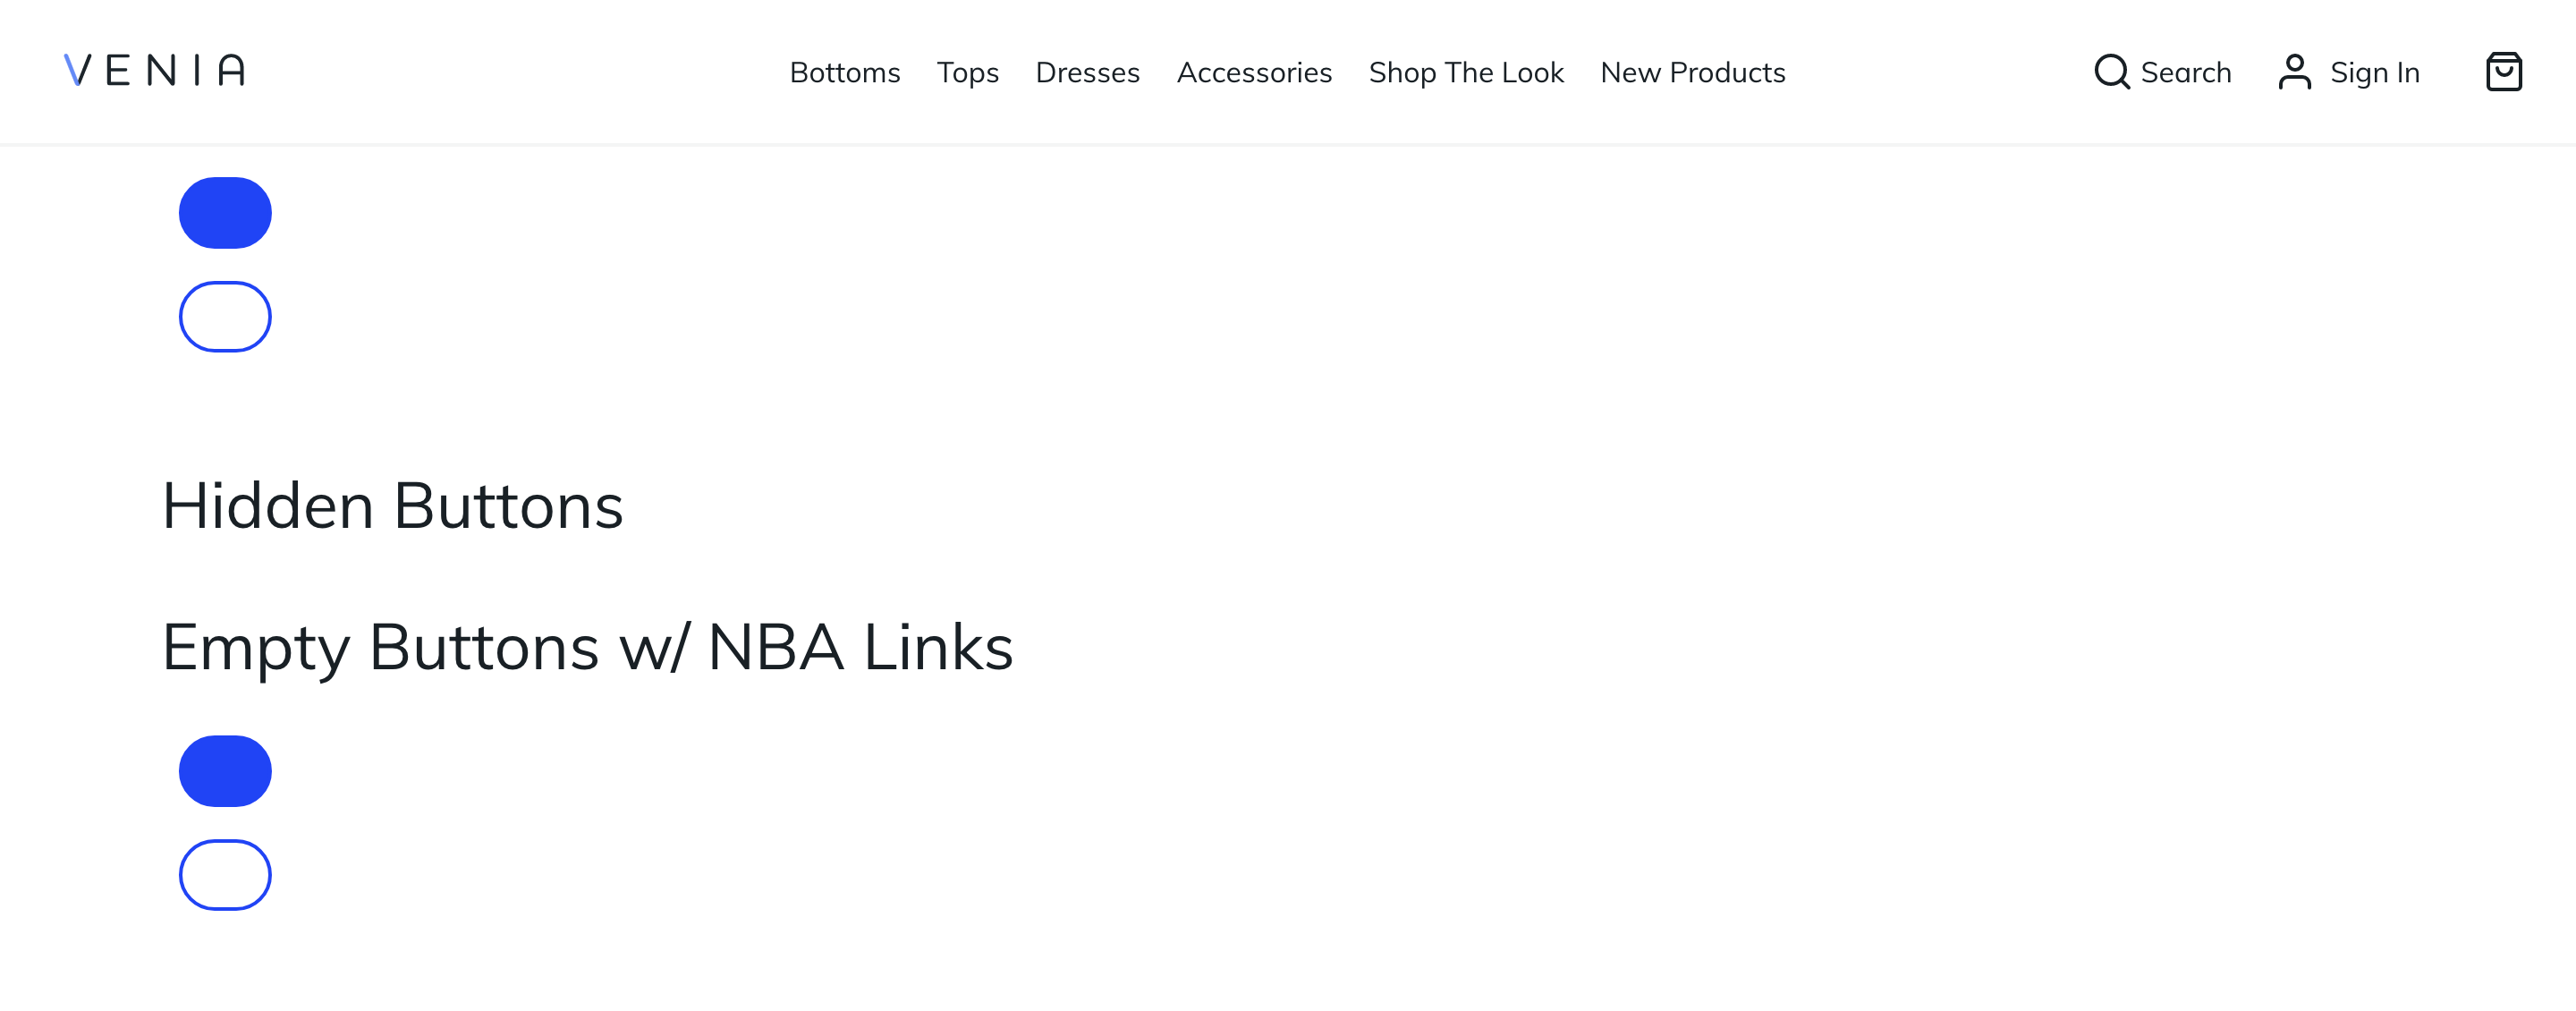 VENIA
Bottoms Tops Dresses Accessories Shop The Look New Products
Search Sign In
Hidden Buttons
Empty Buttons w/ NBA Links